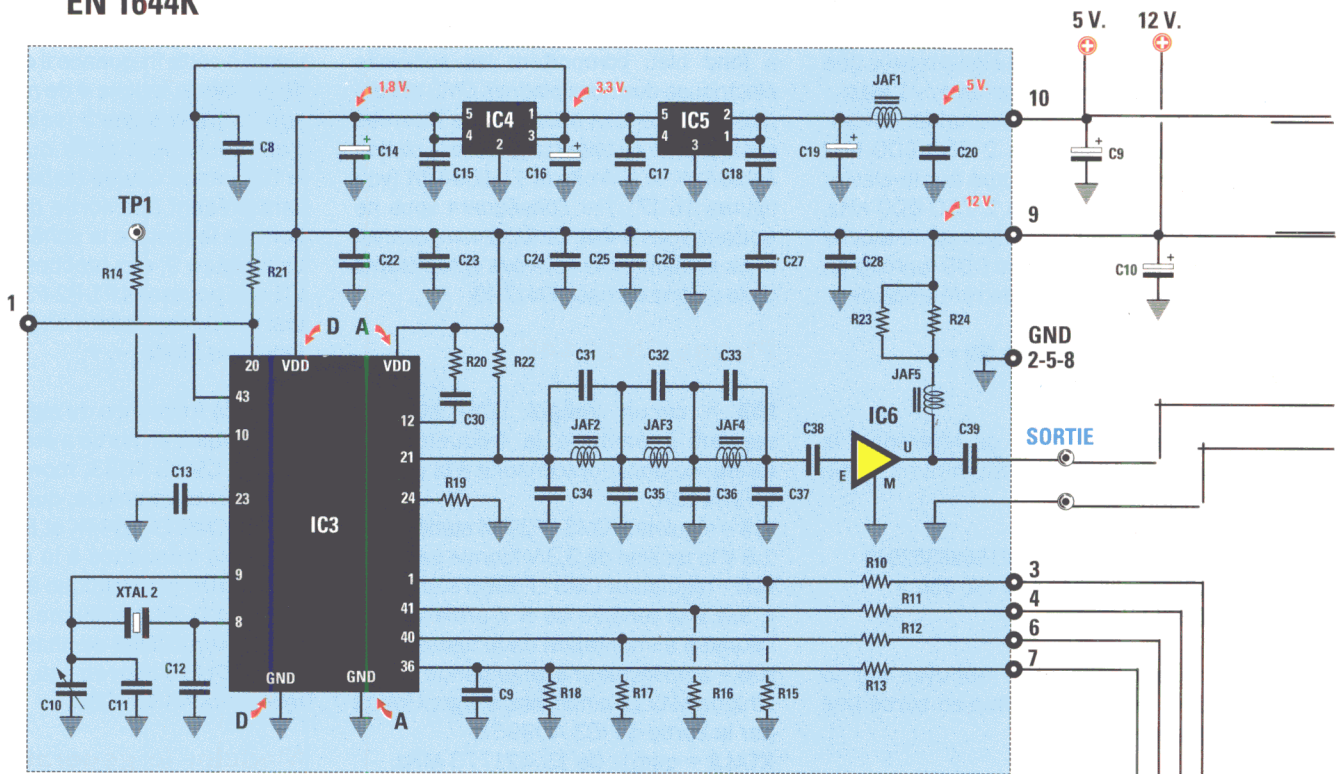 EN 1644K
5 V. 12 V.
1,8 V. 3,3 V. JAF1 5 V. 10
5 4 IC4 2 1 3
5 4 IC5 3 2 1
C8 C14 C15 C16 C17 C18 C19 C20 C9
12 V. 9
TP1
R14 R21 C22 C23 C24 C25 C26 C27 C28 C10
R23 R24
1
D A
GND
2-5-8
20 VDD VDD
R20 R22 C31 C32 C33 JAF5
43
C30
12
IC6
10
JAF2 JAF3 JAF4 C38 U C39 SORTIE
21
E M
C13 23 R19 C34 C35 C36 C37
24
IC3
9 1 R10 3
XTAL 2
41 R11 4
8 40 R12 6
36 R13 7
C10 C11 C12 GND GND C9 R18 R17 R16 R15
D A